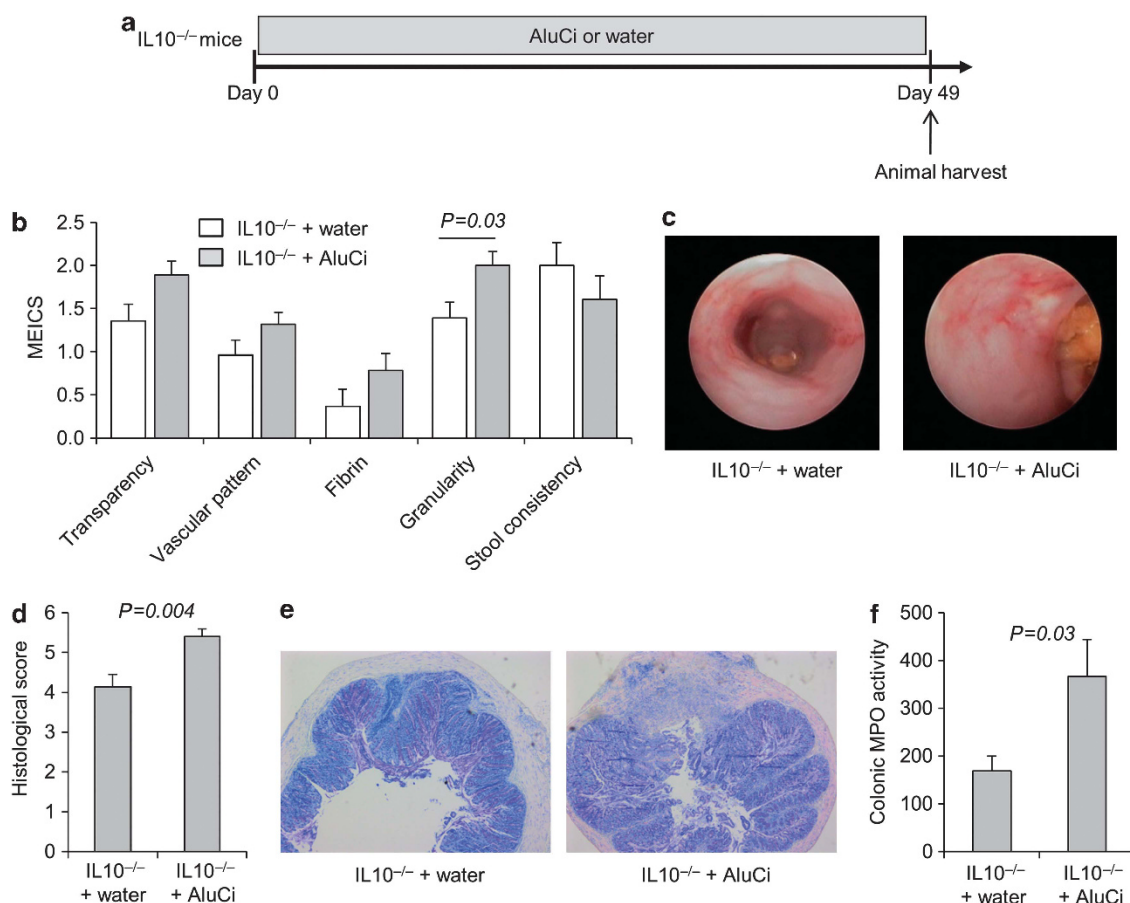 a
IL10⁻/⁻ mice
AluCi or water
Day 0
Day 49
Animal harvest
b
MEICS
2.5
2.0
1.5
1.0
0.5
0.0
IL10⁻/⁻ + water
IL10⁻/⁻ + AluCi
P=0.03
Transparency
Vascular pattern
Fibrin
Granularity
Stool consistency
c
IL10⁻/⁻ + water
IL10⁻/⁻ + AluCi
d
Histological score
6
5
4
3
2
1
0
P=0.004
IL10⁻/⁻
+ water
IL10⁻/⁻
+ AluCi
e
IL10⁻/⁻ + water
IL10⁻/⁻ + AluCi
f
Colonic MPO activity
500
400
300
200
100
0
P=0.03
IL10⁻/⁻
+ water
IL10⁻/⁻
+ AluCi